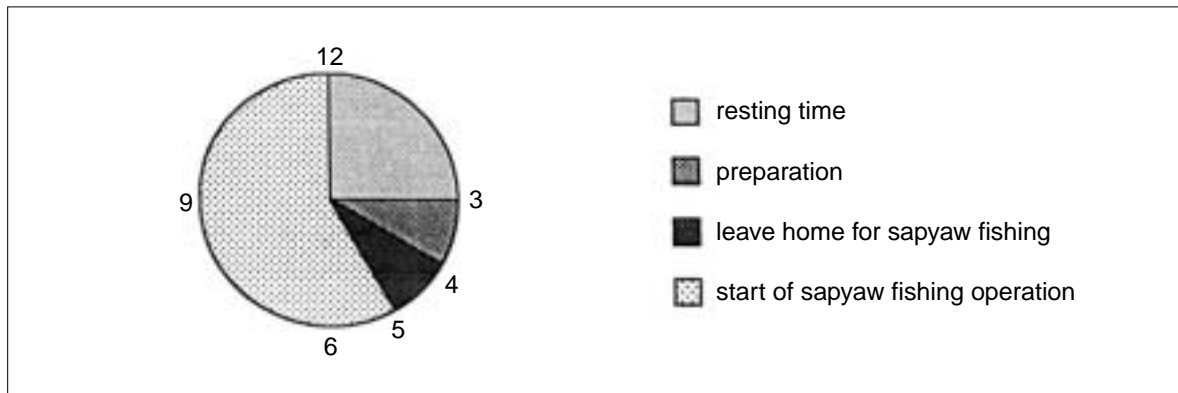 12
3
4
5
6
9
resting time
preparation
leave home for sapyaw fishing
start of sapyaw fishing operation